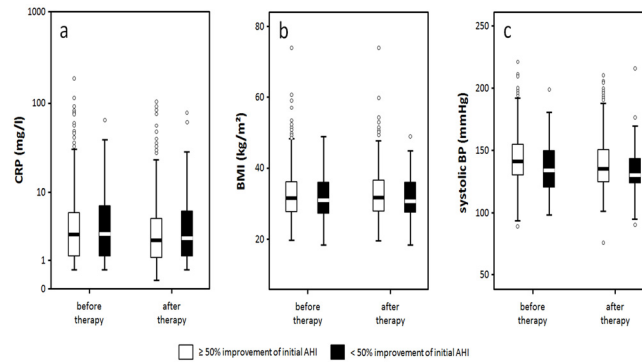 a
CRP (mg/l)
1000
100
10
1
0
before therapy
after therapy
b
BMI (kg/m²)
80
60
40
20
before therapy
after therapy
c
systolic BP (mmHg)
250
200
150
100
50
before therapy
after therapy
≥ 50% improvement of initial AHI
< 50% improvement of initial AHI